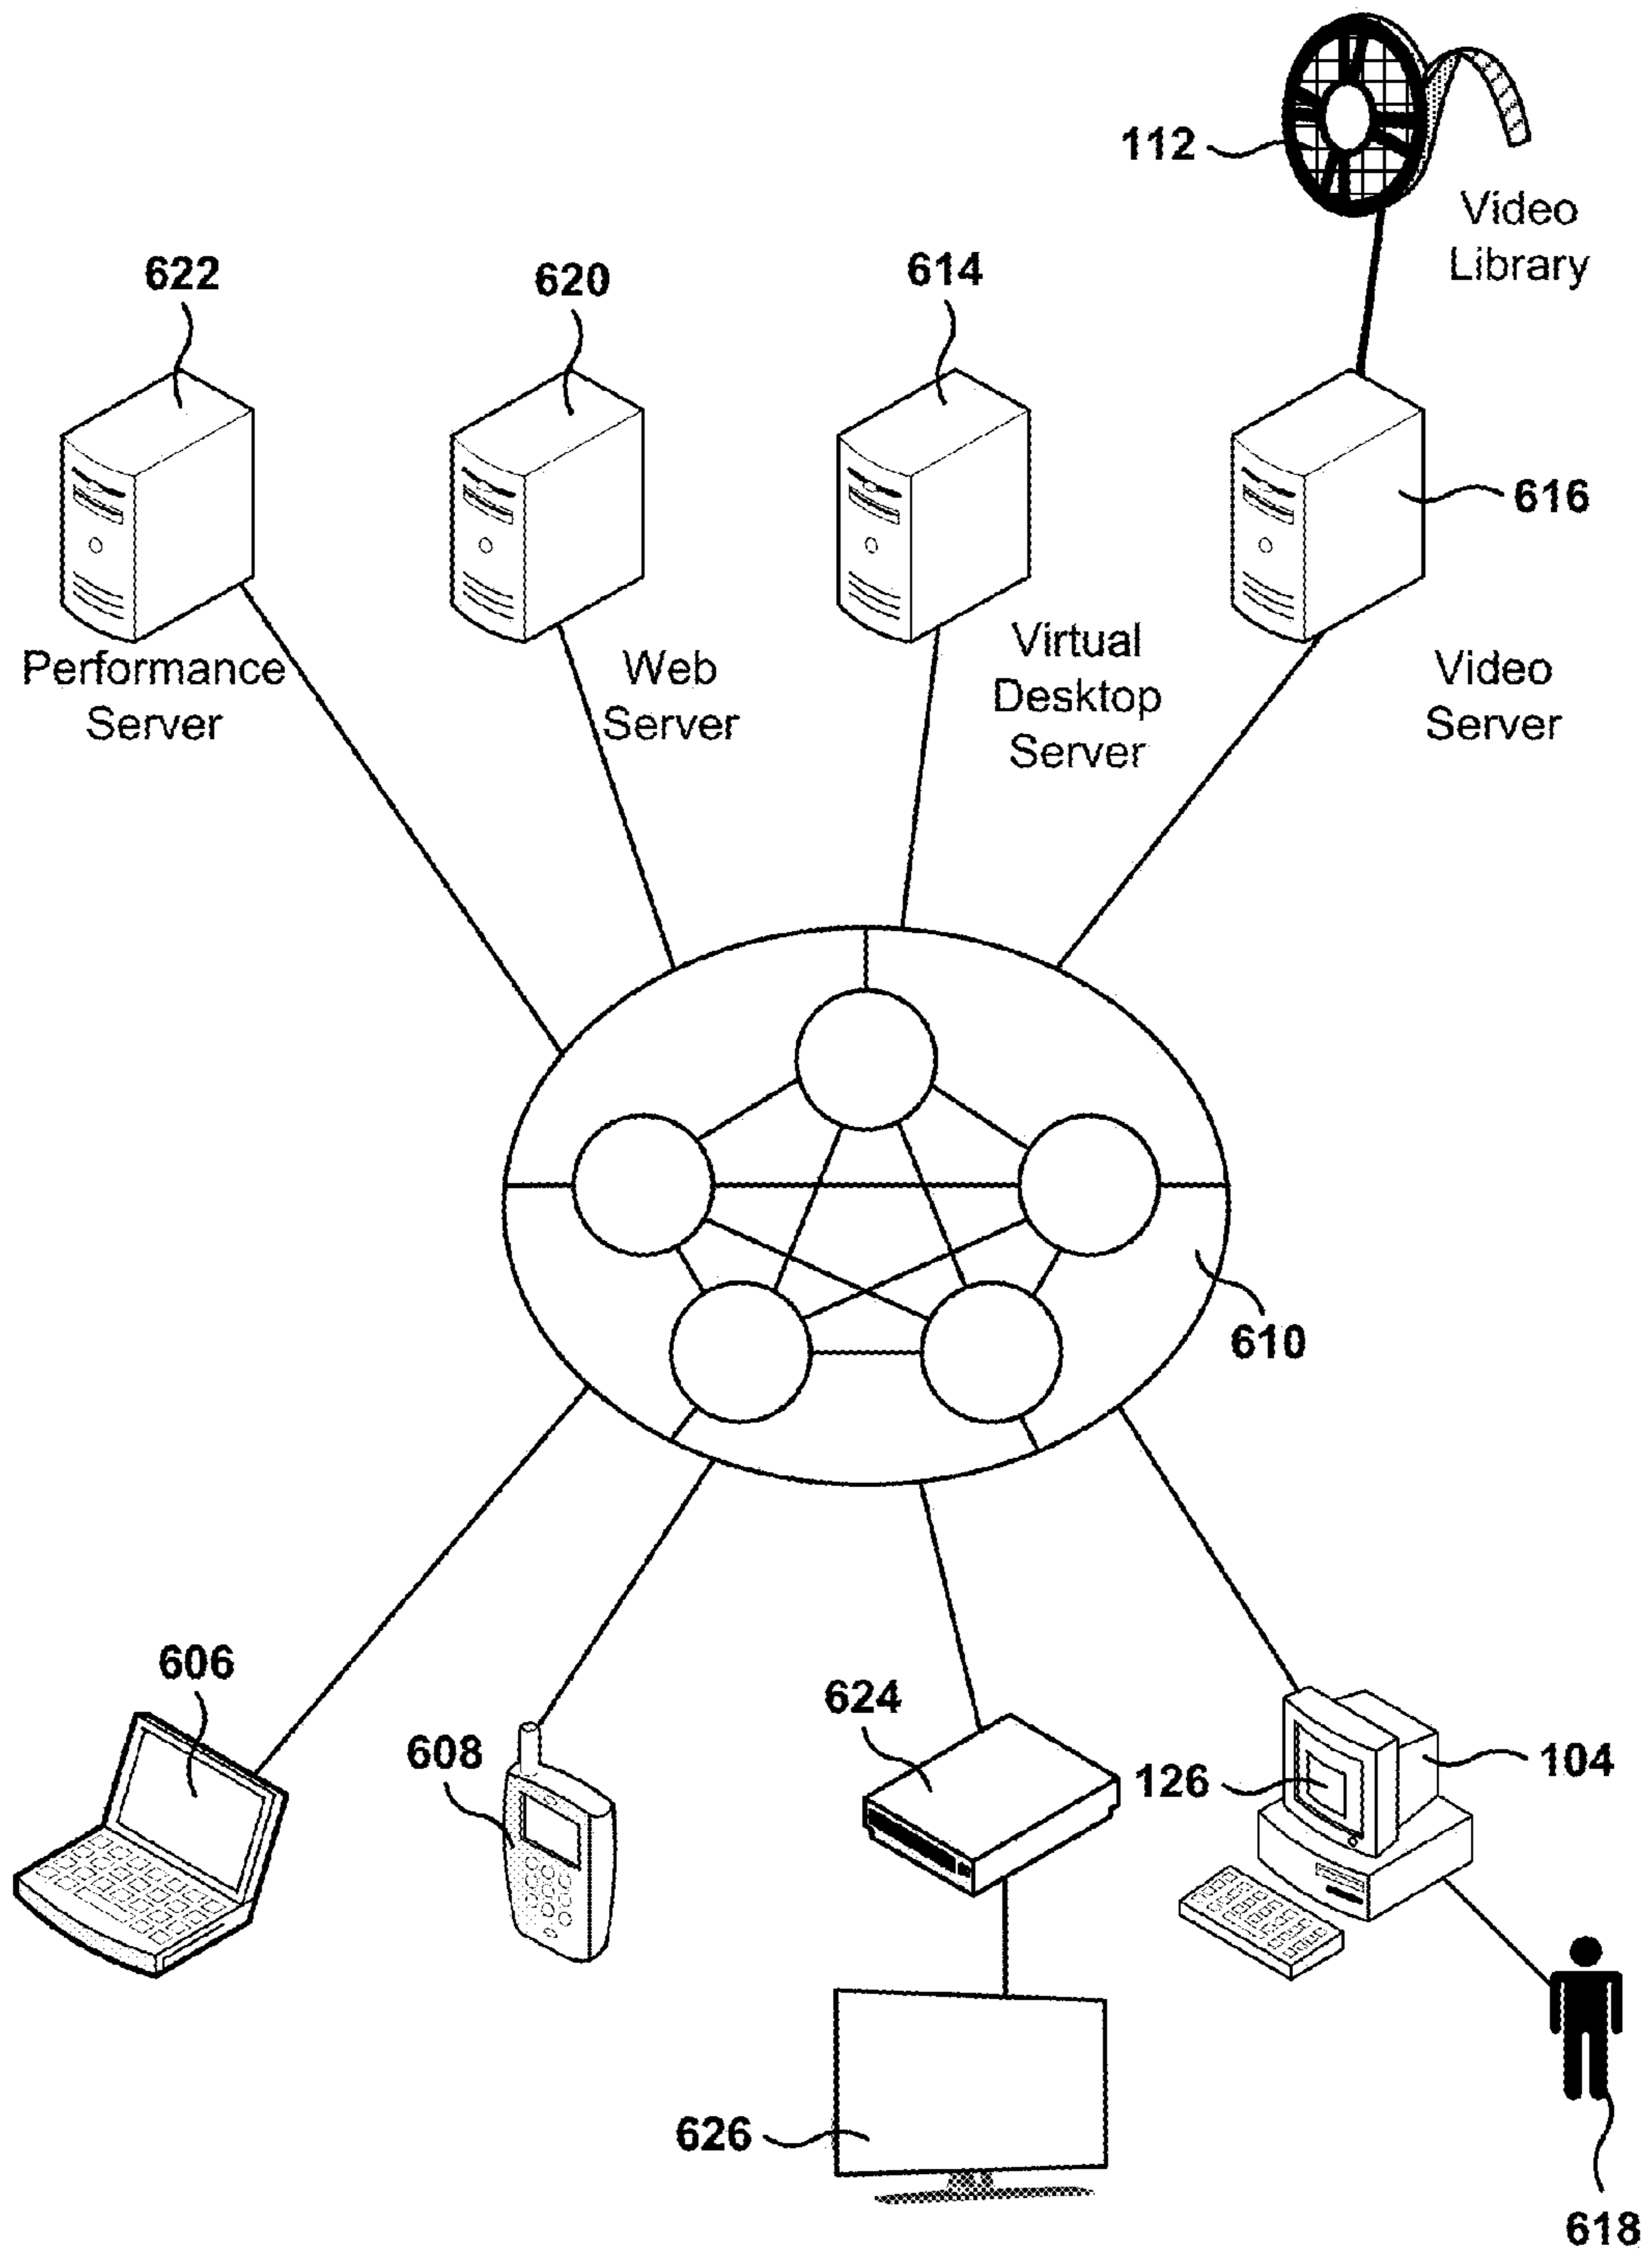 112
Video
Library
622
620
614
616
Performance
Server
Web
Server
Virtual
Desktop
Server
Video
Server
610
606
608
624
126
104
626
618